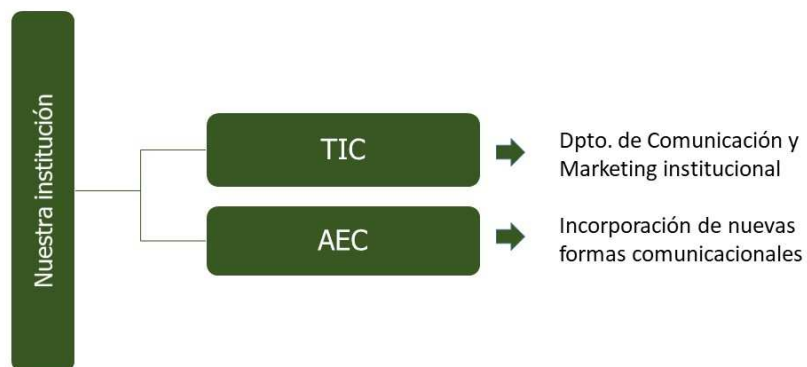 Nuestra institución
TIC
Dpto. de Comunicación y
Marketing institucional
AEC
Incorporación de nuevas
formas comunicacionales